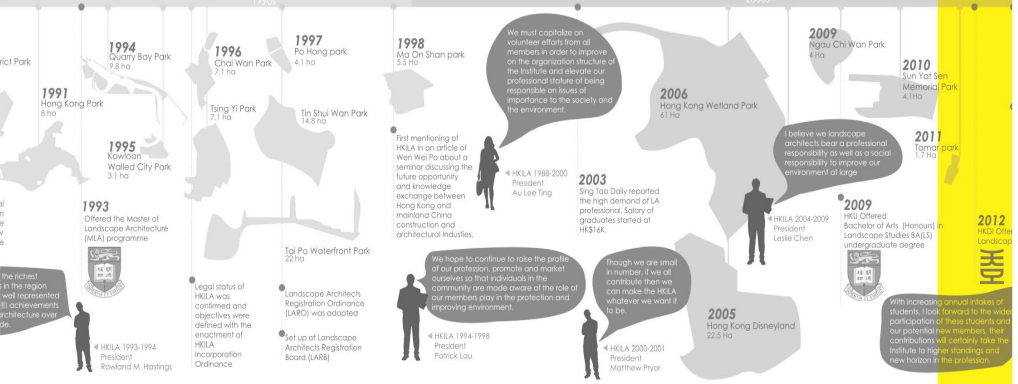 1990s
2000s
rict Park
1991
Hong Kong Park
8 ha
1994
Quarry Bay Park
9.8 ha
1995
Kowloon
Walled City Park
3.1 ha
1993
Offered the Master of
Landscape Architecture
(MLA) programme
the richest
s in the region
well represented
achievements
architecture over
de.
HKILA 1993-1994
President
Rowland M. Hastings
1996
Chai Wan Park
7.1 ha
Tsing Yi Park
7.1 ha
Legal status of
HKILA was
confirmed and
objectives were
defined with the
enactment of
HKILA
Incorporation
Ordinance
1997
Po Hong park
4.1 ha
Tin Shui Wan Park
14.8 ha
Tai Po Waterfront Park
22 ha
Landscape Architects
Registration Ordinance
(LARO) was adopted
Set up of Landscape
Architects Registration
Board (LARB)
1998
Ma On Shan park
5.5 ha
First mentioning of
HKILA in an article of
Wen Wei Po about a
seminar discussing the
future opportunity
and knowledge
exchange between
Hong Kong and
mainland China
construction and
architectural industies.
We must capitalize on
volunteer efforts from all
members in order to improve
on the organization structure of
the Institute and elevate our
professional stature of being
responsible on issues of
importance to the society and
the environment.
HKILA 1988-2000
President
Au Lee Ting
We hope to continue to raise the profile
of our profession, promote and market
ourselves so that individuals in the
community are made aware of the role of
our members play in the protection and
improving environment.
HKILA 1994-1998
President
Patrick Lau
2003
Sing Tao Daily reported
the high demand of LA
professional. Salary of
graduates started at
HK$16K.
Though we are small
in number, if we all
contribute then we
can make the HKILA
whatever we want it
to be.
HKILA 2000-2001
President
Matthew Pryor
2006
Hong Kong Wetland Park
61 Ha
2005
Hong Kong Disneyland
22.5 Ha
I believe we landscape
architects bear a professional
responsibility as well as a social
responsibility to improve our
environment at large
HKILA 2004-2009
President
Leslie Chen
2009
Ngau Chi Wan Park
4 Ha
2010
Sun Yat Sen
Memorial Park
4.1Ha
2011
Tamar park
1.7 Ha
2009
HKU Offered
Bachelor of Arts (Honours) in
Landscape Studies BA(LS)
undergraduate degree
2012
HKDI Offe
Landscap
With increasing annual intakes of
students, I look forward to the wider
participation of these students and
our potential new members, their
contributions will certainly take the
Institute to higher standings and
new horizon in the profession.